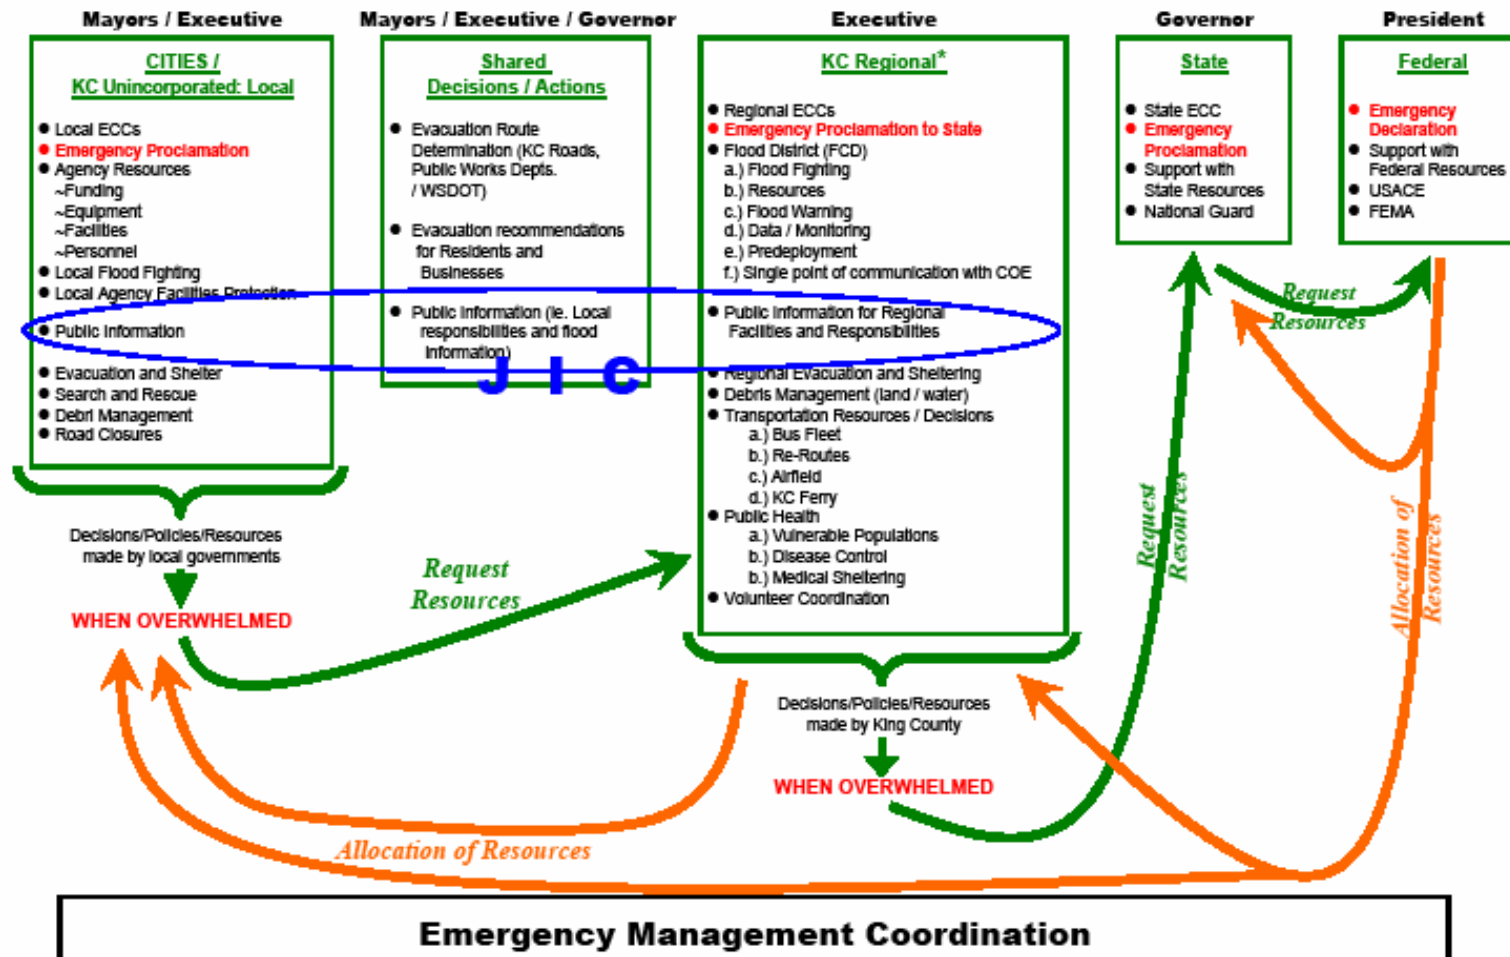 Mayors / Executive
CITIES /
KC Unincorporated: Local
● Local ECCs
● Emergency Proclamation
● Agency Resources
~Funding
~Equipment
~Facilities
~Personnel
● Local Flood Fighting
● Local Agency Facilities Protection
● Public Information
● Evacuation and Shelter
● Search and Rescue
● Debri Management
● Road Closures
Decisions/Policies/Resources
made by local governments
WHEN OVERWHELMED
Mayors / Executive / Governor
Shared
Decisions / Actions
● Evacuation Route
Determination (KC Roads,
Public Works Depts.
/ WSDOT)
● Evacuation recommendations
for Residents and
Businesses
● Public Information (ie. Local
responsibilities and flood
information)
J I C
Request
Resources
Executive
KC Regional*
● Regional ECCs
● Emergency Proclamation to State
● Flood District (FCD)
a.) Flood Fighting
b.) Resources
c.) Flood Warning
d.) Data / Monitoring
e.) Predeployment
f.) Single point of communication with COE
● Public Information for Regional
Facilities and Responsibilities
● Regional Evacuation and Sheltering
● Debris Management (land / water)
● Transportation Resources / Decisions
a.) Bus Fleet
b.) Re-Routes
c.) Airfield
d.) KC Ferry
● Public Health
a.) Vulnerable Populations
b.) Disease Control
b.) Medical Sheltering
● Volunteer Coordination
Decisions/Policies/Resources
made by King County
WHEN OVERWHELMED
Governor
State
● State ECC
● Emergency
Proclamation
● Support with
State Resources
● National Guard
Request
Resources
President
Federal
● Emergency
Declaration
● Support with
Federal Resources
● USACE
● FEMA
Request
Resources
Allocation of
Resources
Allocation of Resources
Emergency Management Coordination